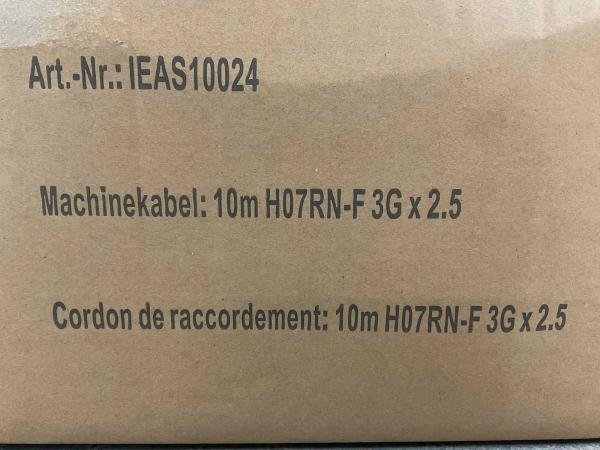 Art.-Nr.: IEAS10024
Machinekabel: 10m H07RN-F 3G x 2.5
Cordon de raccordement: 10m H07RN-F 3G x 2.5